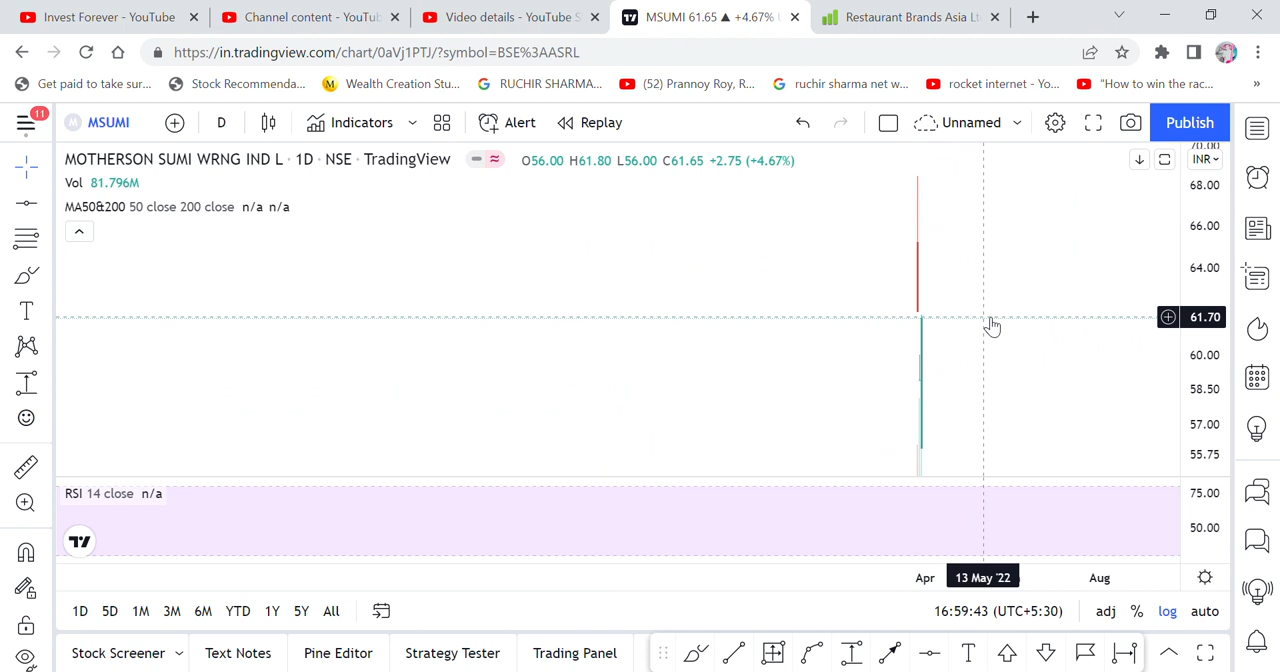 Invest Forever - YouTube
Channel content - YouTub
Video details - YouTube S
MSUMI 61.65 ▲ +4.67%
Restaurant Brands Asia Lt
https://in.tradingview.com/chart/0aVj1PTJ/?symbol=BSE%3AASRL
Get paid to take sur...
Stock Recommenda...
Wealth Creation Stu...
RUCHIR SHARMA...
(52) Prannoy Roy, R...
ruchir sharma net w...
rocket internet - Yo...
"How to win the rac...
»
11
M MSUMI
D
Indicators
Alert
Replay
Unnamed
Publish
MOTHERSON SUMI WRNG IND L · 1D · NSE · TradingView
O56.00 H61.80 L56.00 C61.65 +2.75 (+4.67%)
Vol 81.796M
MA50&200 50 close 200 close n/a n/a
70.00
INR
68.00
66.00
64.00
61.70
60.00
58.50
57.00
55.75
RSI 14 close n/a
75.00
50.00
Apr
13 May '22
Aug
1D 5D 1M 3M 6M YTD 1Y 5Y All
16:59:43 (UTC+5:30)
adj % log auto
Stock Screener
Text Notes
Pine Editor
Strategy Tester
Trading Panel